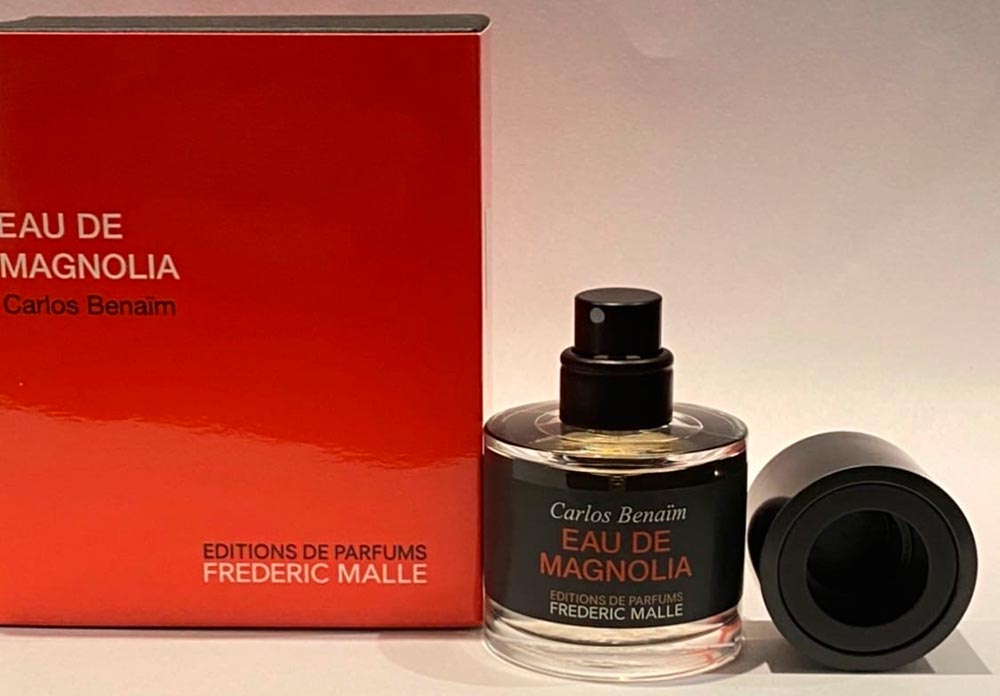 EAU DE
MAGNOLIA
Carlos Benaïm
EDITIONS DE PARFUMS
FREDERIC MALLE
Carlos Benaïm
EAU DE
MAGNOLIA
EDITIONS DE PARFUMS
FREDERIC MALLE